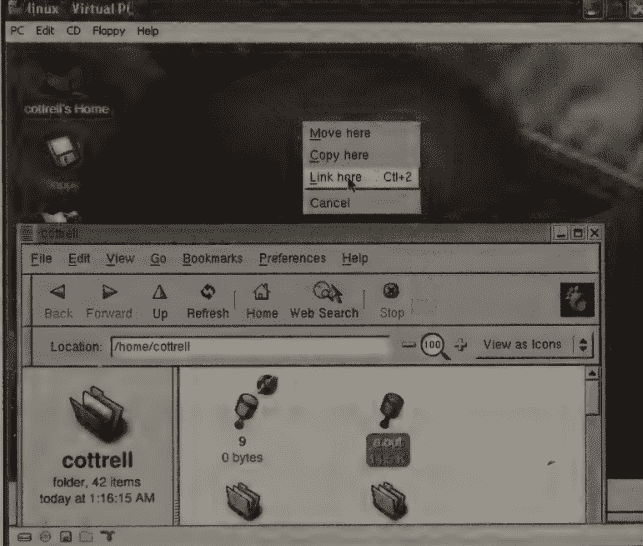 linux - Virtual PC
PC Edit CD Floppy Help
cottrell's Home
Move here
Copy here
Link here Ctl+2
Cancel
cottrell
File Edit View Go Bookmarks Preferences Help
Back Forward Up Refresh Home Web Search Stop
Location: /home/cottrell 100 View as Icons
cottrell
folder, 42 items
today at 1:16:15 AM
9
0 bytes
a.out